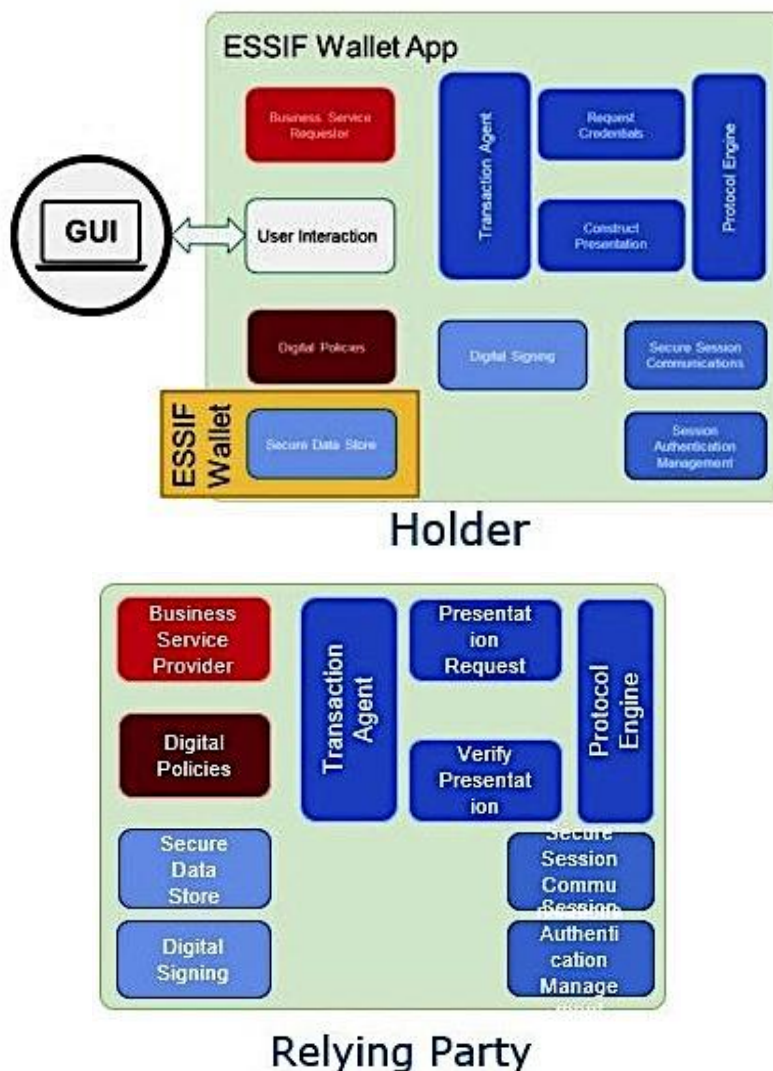 ESSIF Wallet App
Business Service
Requestor
Transaction Agent
Request
Credentials
Protocol Engine
GUI
User Interaction
Construct
Presentation
Digital Policies
Digital Signing
Secure Session
Communications
ESSIF
Wallet
Secure Data Store
Session
Authentication
Management
Holder
Business
Service
Provider
Transaction
Agent
Presentat
ion
Request
Protocol
Engine
Digital
Policies
Verify
Presentat
ion
Secure
Data
Store
Secure
Session
Commu
Session
Digital
Signing
Authenti
cation
Manage
Relying Party